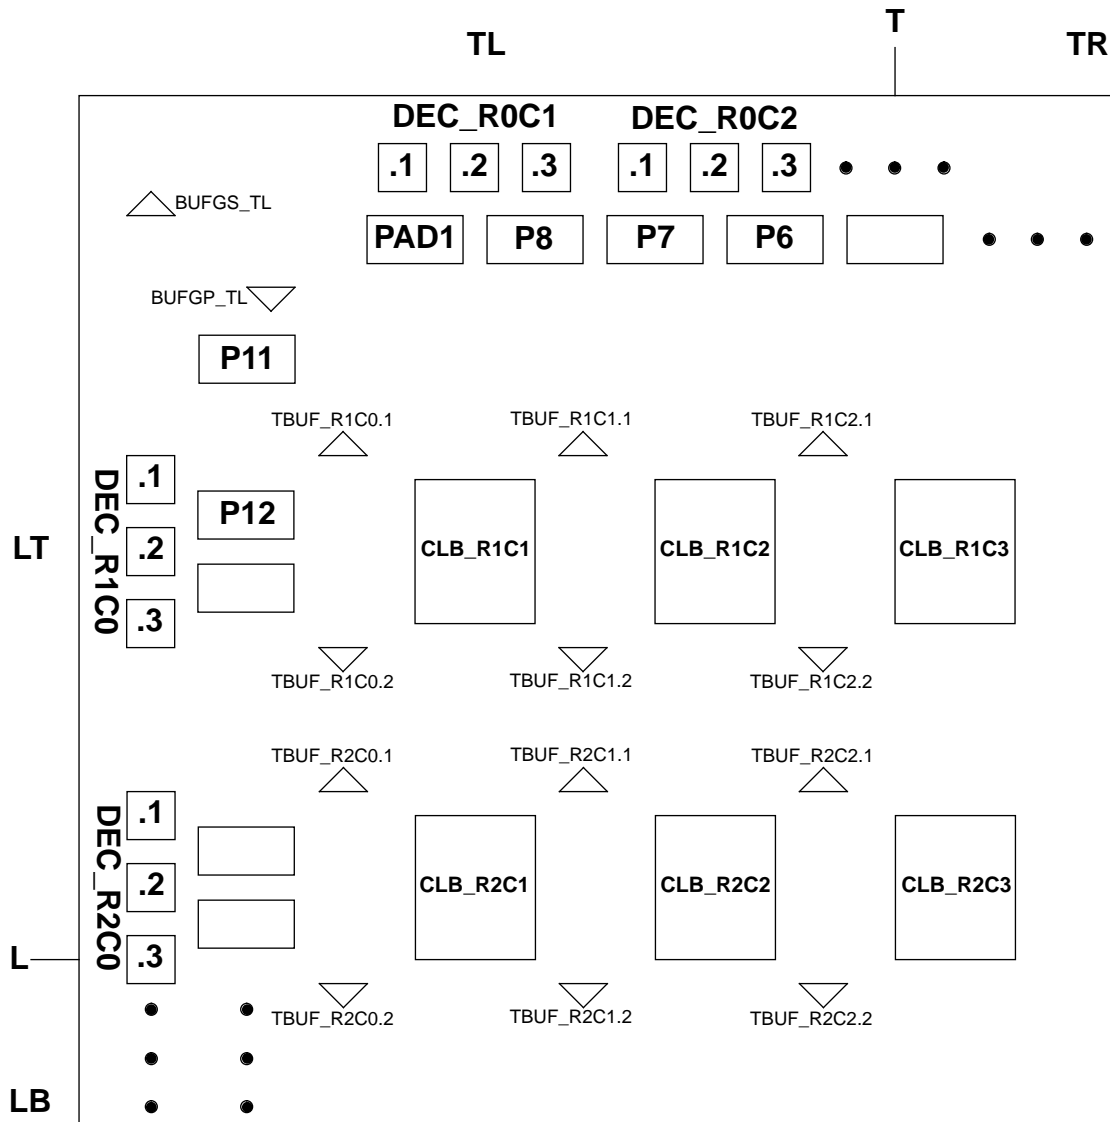 T
TL
TR
DEC_R0C1 DEC_R0C2
.1 .2 .3 .1 .2 .3
BUFGS_TL
PAD1 P8 P7 P6
BUFGP_TL
P11
TBUF_R1C0.1 TBUF_R1C1.1 TBUF_R1C2.1
DEC_R1C0
.1
P12
LT
.2
CLB_R1C1 CLB_R1C2 CLB_R1C3
.3
TBUF_R1C0.2 TBUF_R1C1.2 TBUF_R1C2.2
TBUF_R2C0.1 TBUF_R2C1.1 TBUF_R2C2.1
DEC_R2C0
.1
.2
CLB_R2C1 CLB_R2C2 CLB_R2C3
L
.3
TBUF_R2C0.2 TBUF_R2C1.2 TBUF_R2C2.2
LB